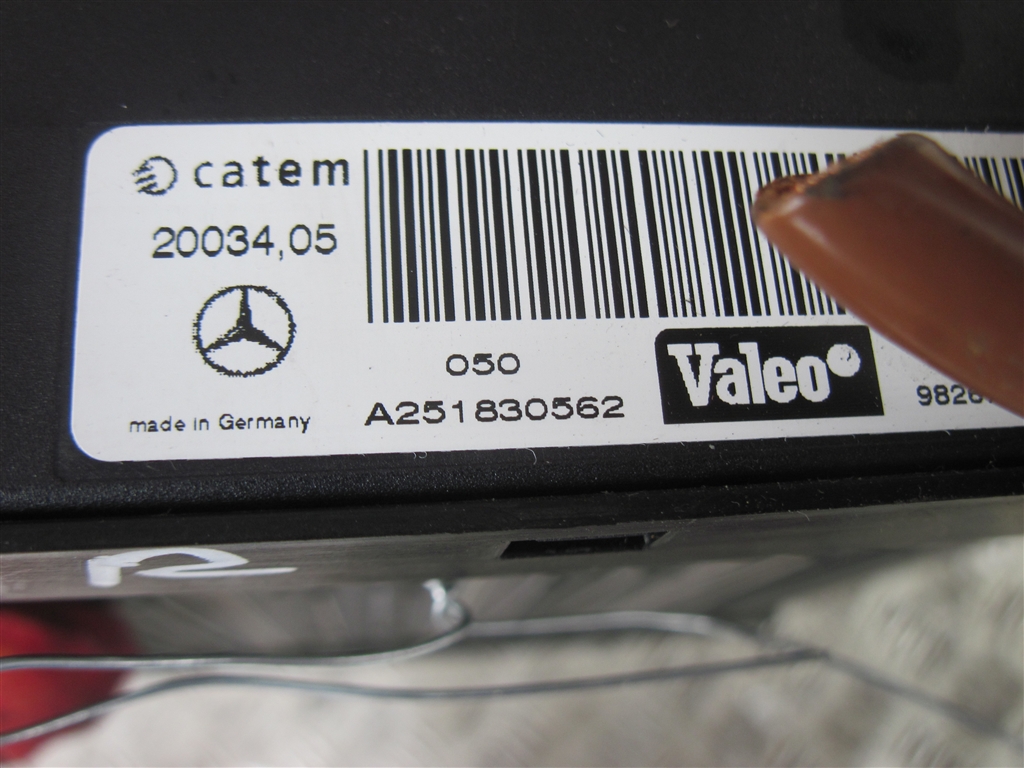 catem
20034,05
050
Valeo
A251830562
made in Germany